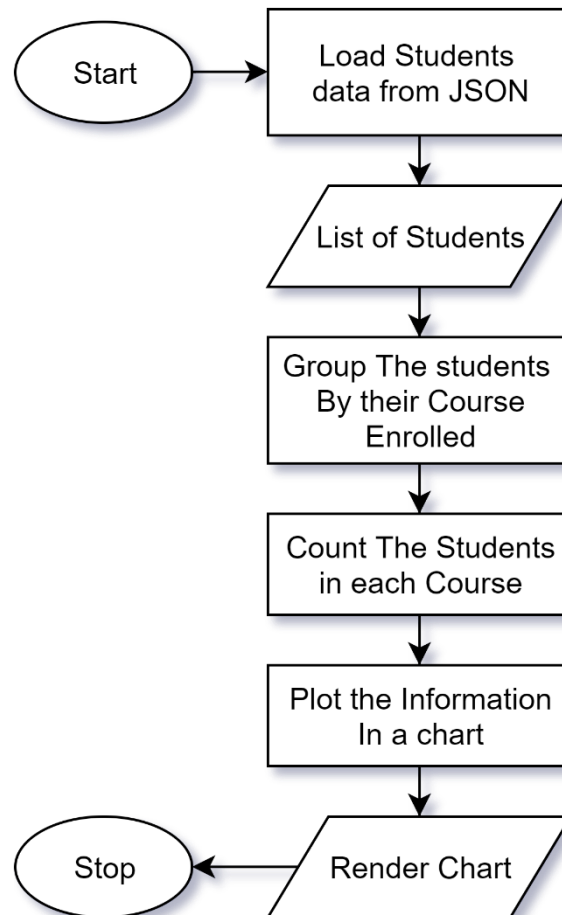 Start
Load Students
data from JSON
List of Students
Group The students
By their Course
Enrolled
Count The Students
in each Course
Plot the Information
In a chart
Stop
Render Chart